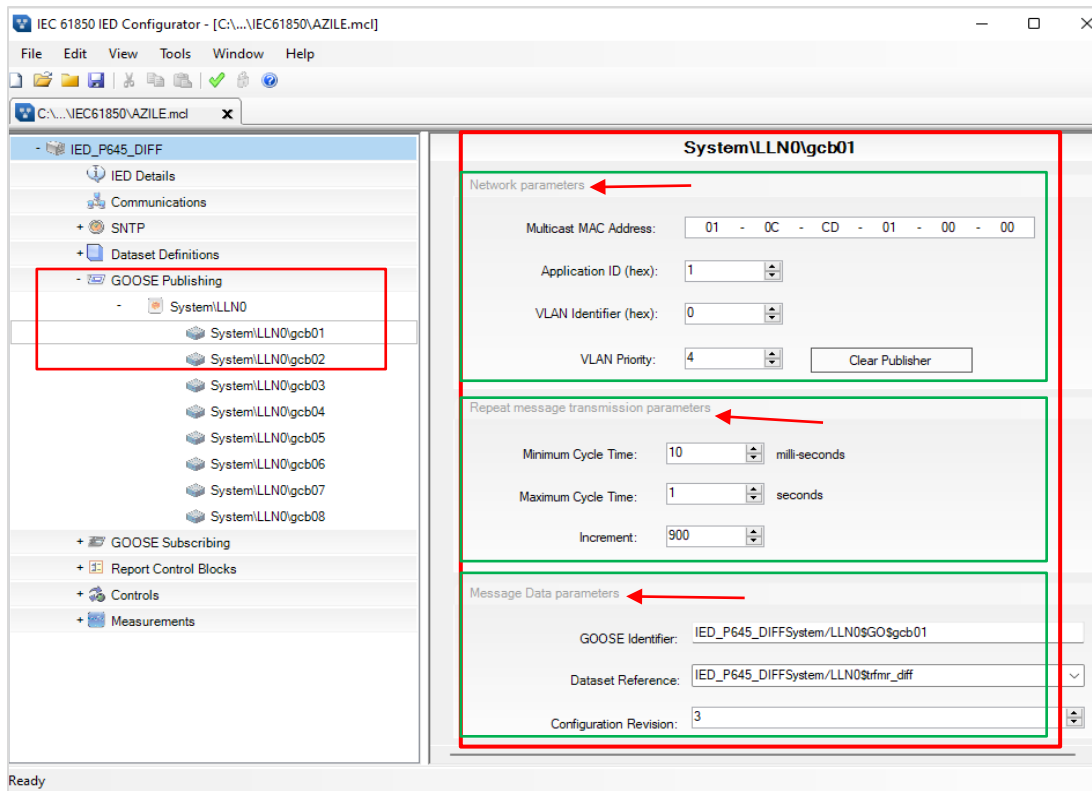 IEC 61850 IED Configurator - [C:\...\IEC61850\AZILE.mcl]
File Edit View Tools Window Help
C:\...\IEC61850\AZILE.mcl x
- IED_P645_DIFF
IED Details
Communications
+ SNTP
+ Dataset Definitions
- GOOSE Publishing
- System\LLN0
System\LLN0\gcb01
System\LLN0\gcb02
System\LLN0\gcb03
System\LLN0\gcb04
System\LLN0\gcb05
System\LLN0\gcb06
System\LLN0\gcb07
System\LLN0\gcb08
+ GOOSE Subscribing
+ Report Control Blocks
+ Controls
+ Measurements
System\LLN0\gcb01
Network parameters
Multicast MAC Address: 01 - 0C - CD - 01 - 00 - 00
Application ID (hex): 1
VLAN Identifier (hex): 0
VLAN Priority: 4 Clear Publisher
Repeat message transmission parameters
Minimum Cycle Time: 10 milli-seconds
Maximum Cycle Time: 1 seconds
Increment: 900
Message Data parameters
GOOSE Identifier: IED_P645_DIFFSystem/LLN0$GO$gcb01
Dataset Reference: IED_P645_DIFFSystem/LLN0$trfmr_diff
Configuration Revision: 3
Ready